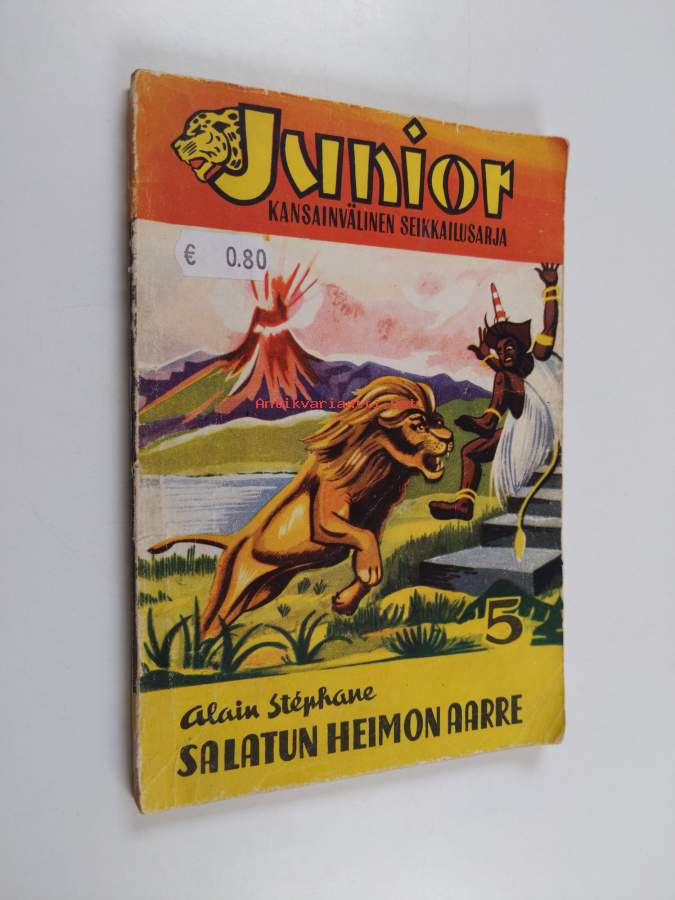 Junior
KANSAINVÄLINEN SEIKKAILUSARJA
€ 0.80
Antikvariaatti.net
5
Alain Stéphane
SALATUN HEIMON AARRE